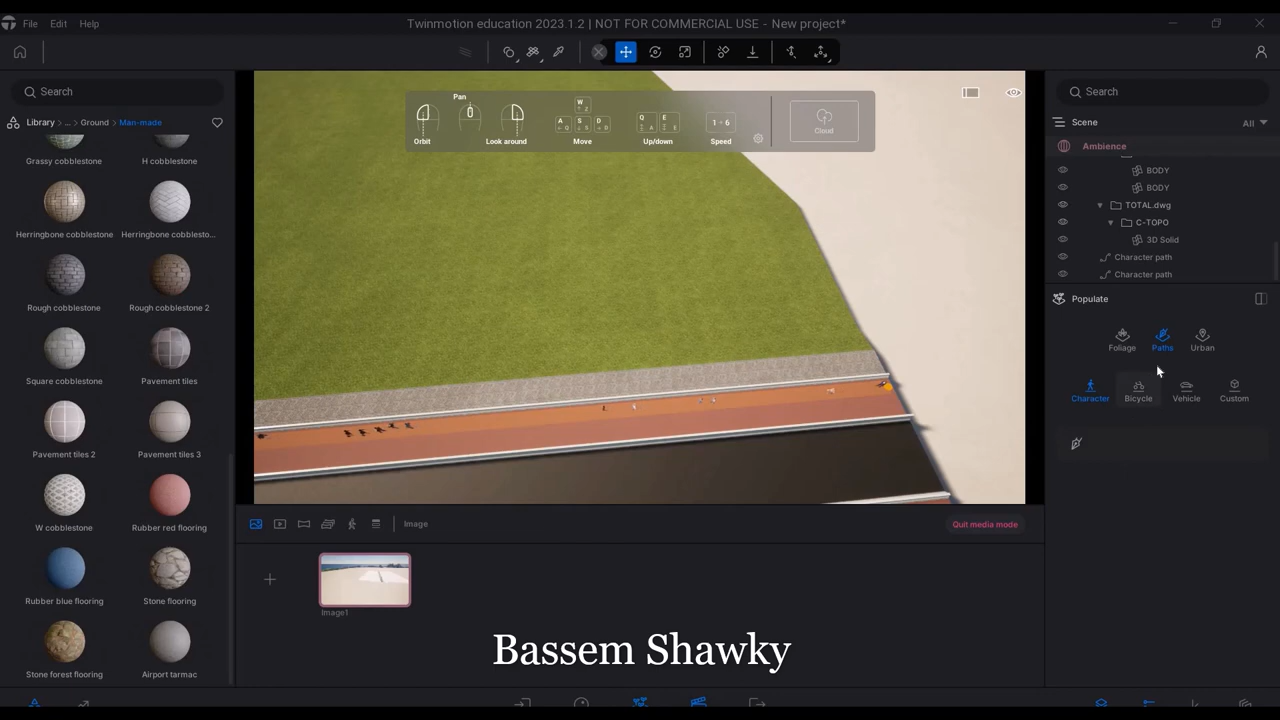 File Edit Help
Twinmotion education 2023.1.2 | NOT FOR COMMERCIAL USE - New project*
Search
Library
...
Ground
Man-made
Grassy cobblestone
H cobblestone
Herringbone cobblestone
Herringbone cobblesto...
Rough cobblestone
Rough cobblestone 2
Square cobblestone
Pavement tiles
Pavement tiles 2
Pavement tiles 3
W cobblestone
Rubber red flooring
Rubber blue flooring
Stone flooring
Stone forest flooring
Airport tarmac
Pan
Orbit
Look around
W
Z
A
Q
S
D
Move
Q
A
E
E
Up/down
1 - 6
Speed
Cloud
Image
Quit media mode
Image1
Bassem Shawky
Search
Scene
All
Ambience
BODY
BODY
TOTAL.dwg
C-TOPO
3D Solid
Character path
Character path
Populate
Foliage
Paths
Urban
Character
Bicycle
Vehicle
Custom